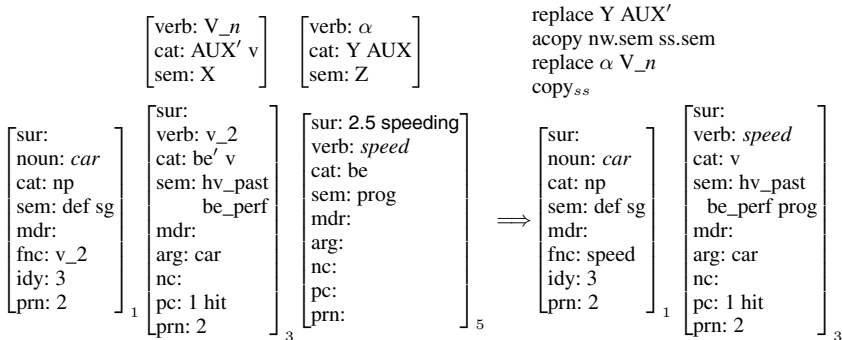 verb: V_n
cat: AUX′ v
sem: X
verb: α
cat: Y AUX
sem: Z
replace Y AUX′
acopy nw.sem ss.sem
replace α V_n
copyss
sur:
noun: car
cat: np
sem: def sg
mdr:
fnc: v_2
idy: 3
prn: 2
1
sur:
verb: v_2
cat: be′ v
sem: hv_past
be_perf
mdr:
arg: car
nc:
pc: 1 hit
prn: 2
3
sur: 2.5 speeding
verb: speed
cat: be
sem: prog
mdr:
arg:
nc:
pc:
prn:
5
⟹
sur:
noun: car
cat: np
sem: def sg
mdr:
fnc: speed
idy: 3
prn: 2
1
sur:
verb: speed
cat: v
sem: hv_past
be_perf prog
mdr:
arg: car
nc:
pc: 1 hit
prn: 2
3